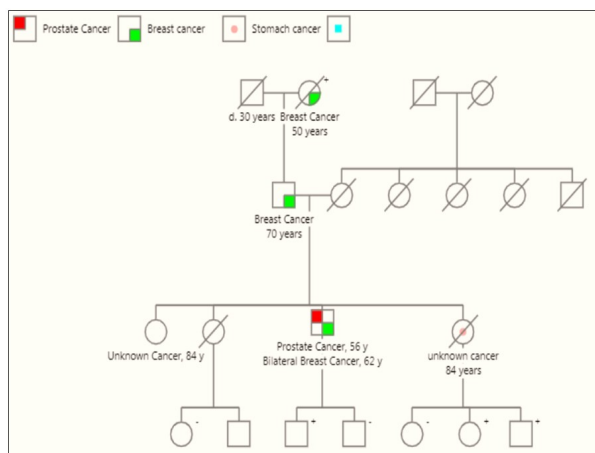 Prostate Cancer Breast cancer Stomach cancer
+
d. 30 years Breast Cancer
50 years
Breast Cancer
70 years
Unknown Cancer, 84 y
Prostate Cancer, 56 y
Bilateral Breast Cancer, 62 y
unknown cancer
84 years
- + - - + +